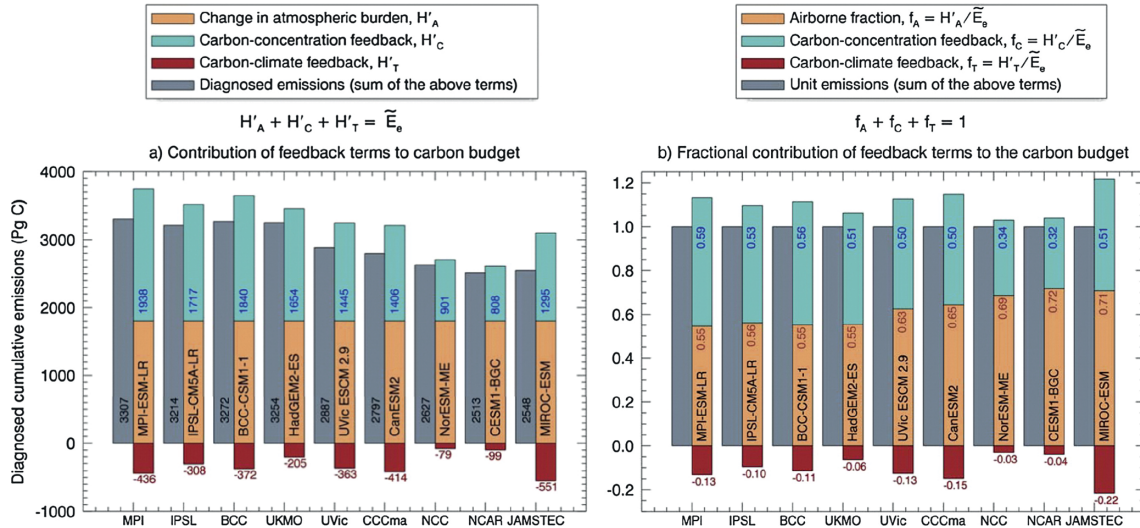 Change in atmospheric burden, H′A
Carbon-concentration feedback, H′C
Carbon-climate feedback, H′T
Diagnosed emissions (sum of the above terms)
H′A + H′C + H′T = Ẽe
a) Contribution of feedback terms to carbon budget
Diagnosed cumulative emissions (Pg C)
4000
3000
2000
1000
0
-1000
3307
1938
MPI-ESM-LR
-436
3214
1717
IPSL-CM5A-LR
-308
3272
1840
BCC-CSM1-1
-372
3254
1654
HadGEM2-ES
-205
2887
1445
UVic ESCM 2.9
-363
2797
1406
CanESM2
-414
2627
901
NorESM-ME
-79
2513
808
CESM1-BGC
-99
2548
1295
MIROC-ESM
-551
MPI IPSL BCC UKMO UVic CCCma NCC NCAR JAMSTEC
Airborne fraction, fA = H′A/Ẽe
Carbon-concentration feedback, fC = H′C/Ẽe
Carbon-climate feedback, fT = H′T/Ẽe
Unit emissions (sum of the above terms)
fA + fC + fT = 1
b) Fractional contribution of feedback terms to the carbon budget
1.2
1.0
0.8
0.6
0.4
0.2
0.0
-0.2
0.59
0.55
MPI-ESM-LR
-0.13
0.53
0.56
IPSL-CM5A-LR
-0.10
0.56
0.55
BCC-CSM1-1
-0.11
0.51
0.55
HadGEM2-ES
-0.06
0.50
0.63
UVic ESCM 2.9
-0.13
0.50
0.65
CanESM2
-0.15
0.34
0.69
NorESM-ME
-0.03
0.32
0.72
CESM1-BGC
-0.04
0.51
0.71
MIROC-ESM
-0.22
MPI IPSL BCC UKMO UVic CCCma NCC NCAR JAMSTEC